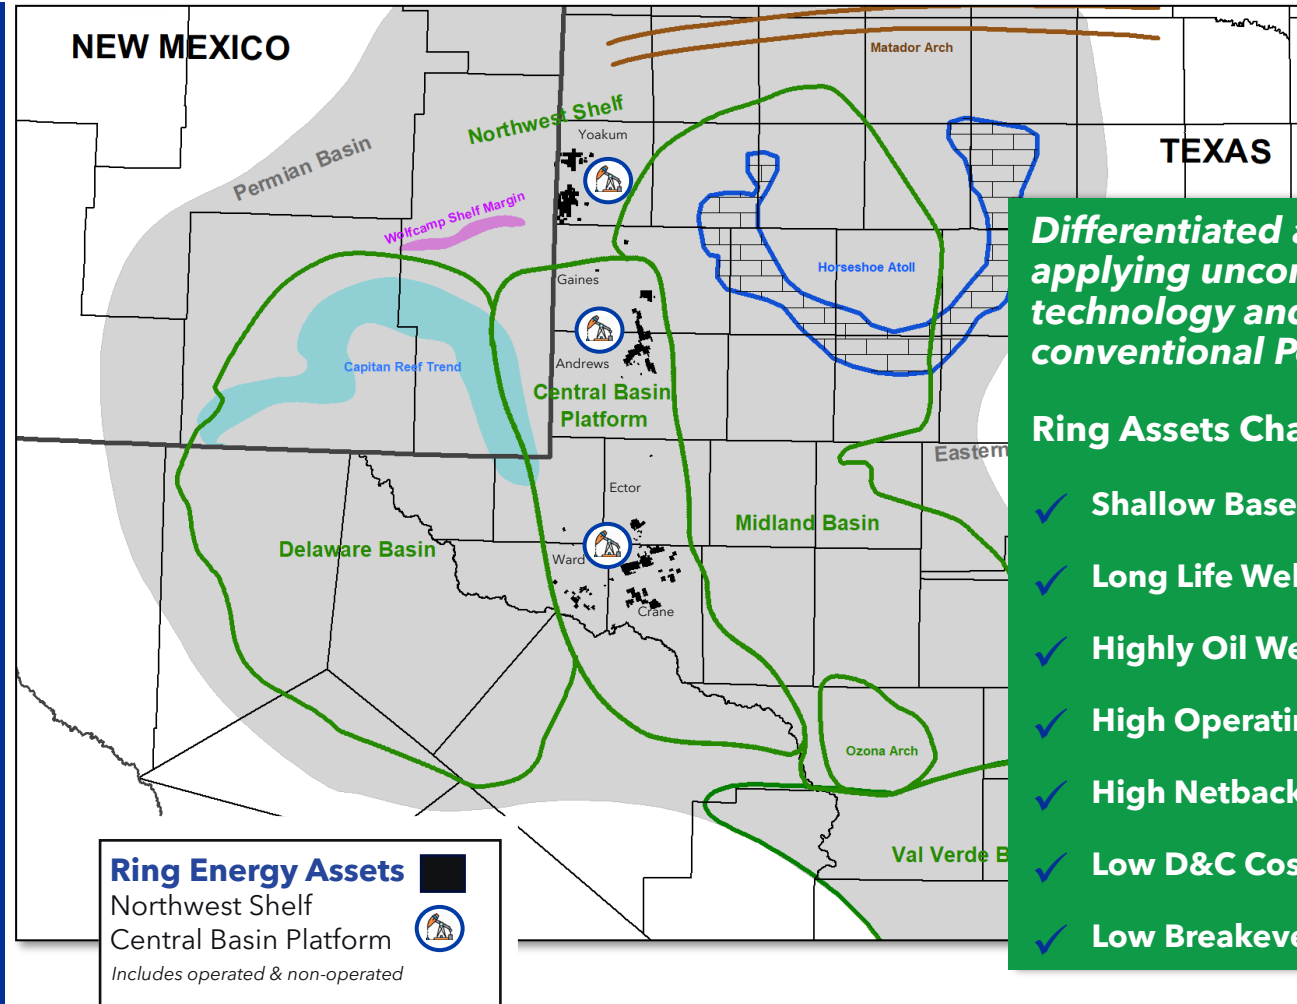 NEW MEXICO
Matador Arch
Northwest Shelf
Yoakum
TEXAS
Permian Basin
Wolfcamp Shelf Margin
Horseshoe Atoll
Gaines
Capitan Reef Trend
Andrews
Central Basin
Platform
Eastern
Ector
Midland Basin
Delaware Basin
Ward
Crane
Ozona Arch
Val Verde B
Ring Energy Assets
Northwest Shelf
Central Basin Platform
Includes operated & non-operated
Differentiated
applying uncon
technology and
conventional P
Ring Assets Cha
Shallow Base
Long Life Wel
Highly Oil We
High Operatin
High Netback
Low D&C Cos
Low Breakeve